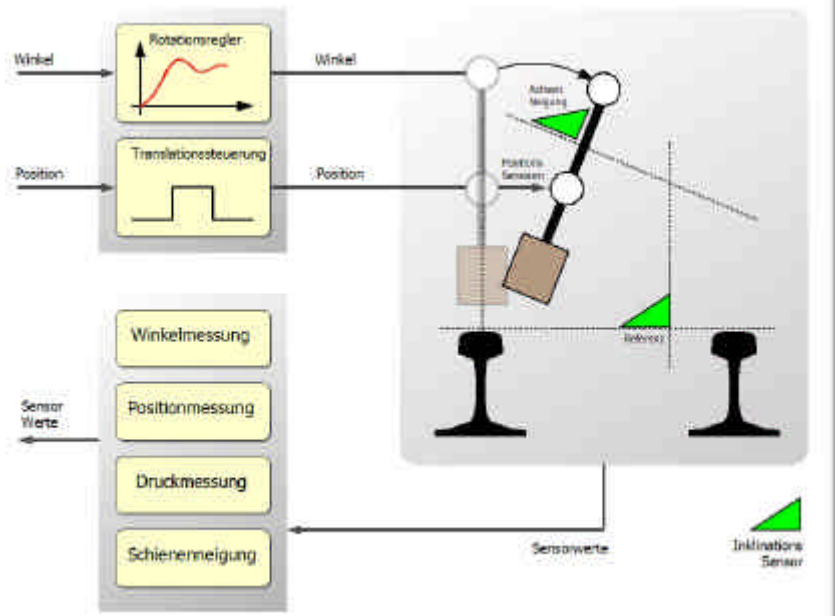 Rotationsregler
Winkel
Winkel
Translationssteuerung
Position
Position
Positions
Sensoren
Neigung
Referenz
Winkelmessung
Positionmessung
Druckmessung
Schienenneigung
Sensor
Werte
Sensorwerte
Inklinations
Sensor